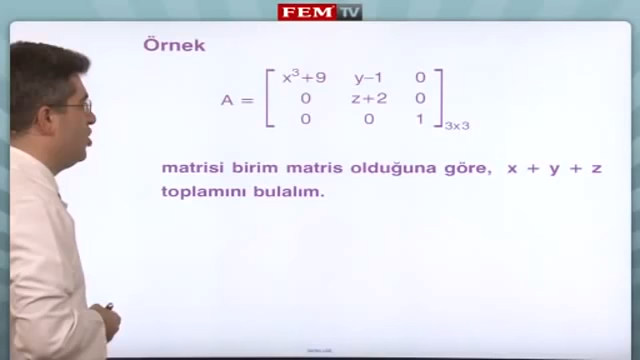 FEM TV
Örnek
A = [ x³+9 y–1 0
0 z+2 0
0 0 1 ]3x3
matrisi birim matris olduğuna göre, x + y + z
toplamını bulalım.